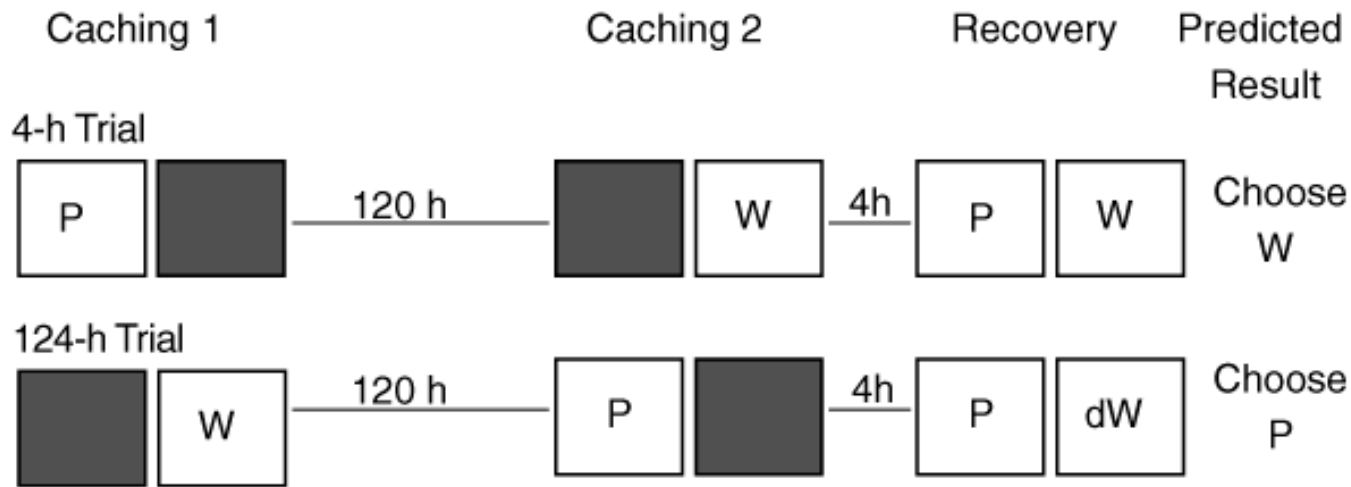 Caching 1 Caching 2 Recovery Predicted
Result
4-h Trial
P 120 h W 4h P W Choose
W
124-h Trial
W 120 h P 4h P dW Choose
P